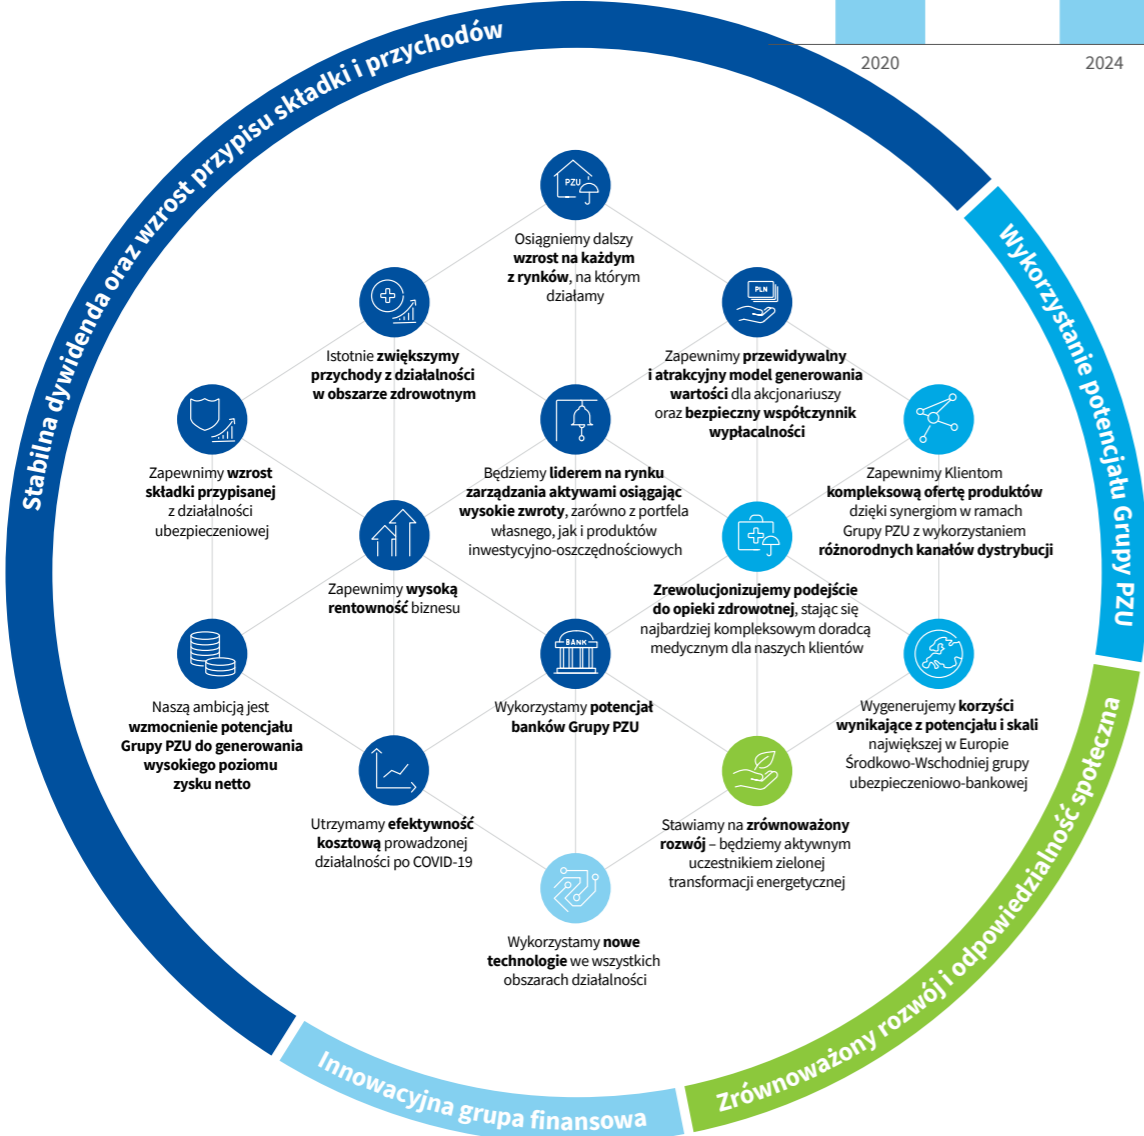 2020
2024
Stabilna dywidenda oraz wzrost przypisu składki i przychodów
Wykorzystanie potencjału Grupy PZU
PZU
Osiągniemy dalszy
wzrost na każdym
z rynków, na którym
działamy
Istotnie zwiększymy
przychody z działalności
w obszarze zdrowotnym
PLN
Zapewnimy przewidywalny
i atrakcyjny model generowania
wartości dla akcjonariuszy
oraz bezpieczny współczynnik
wypłacalności
Zapewnimy wzrost
składki przypisanej
z działalności
ubezpieczeniowej
Będziemy liderem na rynku
zarządzania aktywami osiągając
wysokie zwroty, zarówno z portfela
własnego, jak i produktów
inwestycyjno-oszczędnościowych
Zapewnimy Klientom
kompleksową ofertę produktów
dzięki synergiom w ramach
Grupy PZU z wykorzystaniem
różnorodnych kanałów dystrybucji
Zapewnimy wysoką
rentowność biznesu
Zrewolucjonizujemy podejście
do opieki zdrowotnej, stając się
najbardziej kompleksowym doradcą
medycznym dla naszych klientów
Naszą ambicją jest
wzmocnienie potencjału
Grupy PZU do generowania
wysokiego poziomu
zysku netto
BANK
Wykorzystamy potencjał
banków Grupy PZU
Wygenerujemy korzyści
wynikające z potencjału i skali
największej w Europie
Środkowo-Wschodniej grupy
ubezpieczeniowo-bankowej
Utrzymamy efektywność
kosztową prowadzonej
działalności po COVID-19
Stawiamy na zrównoważony
rozwój – będziemy aktywnym
uczestnikiem zielonej
transformacji energetycznej
Wykorzystamy nowe
technologie we wszystkich
obszarach działalności
Innowacyjna grupa finansowa
Zrównoważony rozwój i odpowiedzialność społeczna